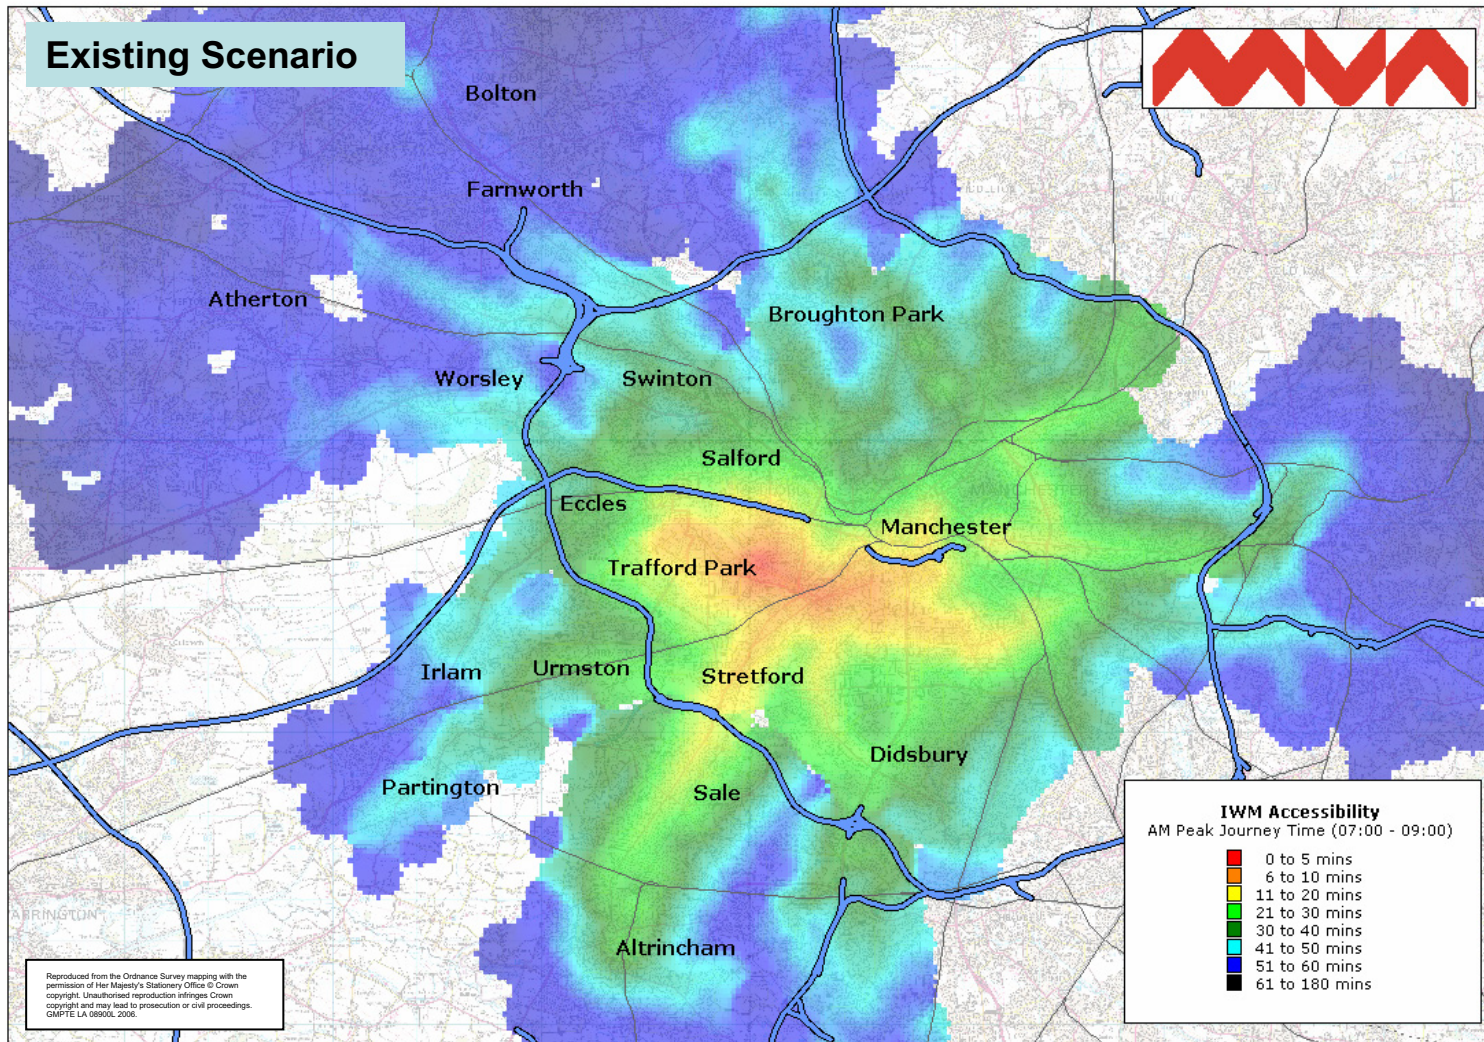 Existing Scenario
MVA
Bolton
Farnworth
Atherton
Broughton Park
Worsley
Swinton
Salford
Eccles
Manchester
Trafford Park
Irlam
Urmston
Stretford
Didsbury
Partington
Sale
Altrincham
IWM Accessibility
AM Peak Journey Time (07:00 - 09:00)
0 to 5 mins
6 to 10 mins
11 to 20 mins
21 to 30 mins
30 to 40 mins
41 to 50 mins
51 to 60 mins
61 to 180 mins
Reproduced from the Ordnance Survey mapping with the
permission of Her Majesty's Stationery Office © Crown
copyright. Unauthorised reproduction infringes Crown
copyright and may lead to prosecution or civil proceedings.
GMPTE LA 08900L 2006.